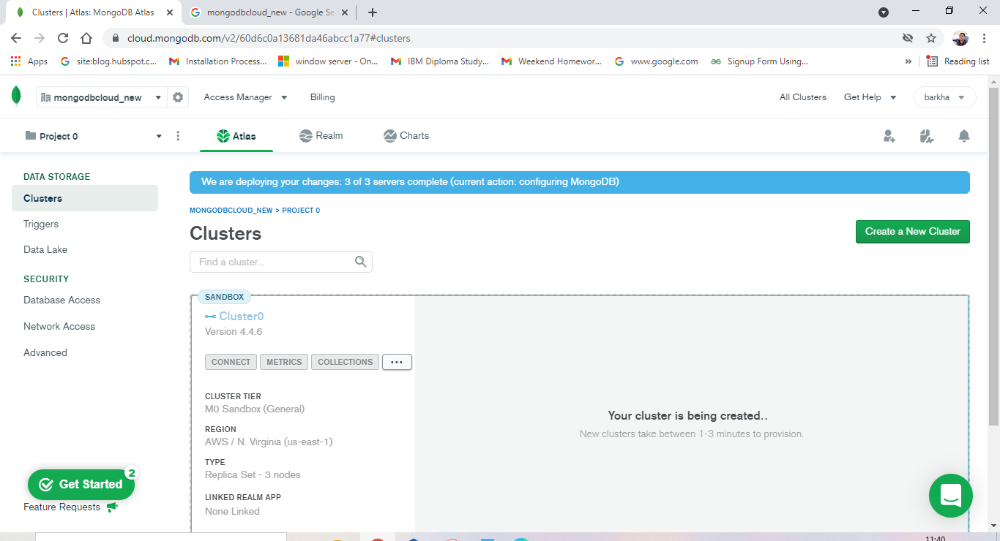 Clusters | Atlas: MongoDB Atlas
mongodbcloud_new - Google Se
cloud.mongodb.com/v2/60d6c0a13681da46abcc1a77#clusters
Apps
site:blog.hubspot.c...
Installation Process...
window server - On...
IBM Diploma Study...
Weekend Homewor...
www.google.com
Signup Form Using...
»
Reading list
mongodbcloud_new
Access Manager
Billing
All Clusters
Get Help
barkha
Project 0
Atlas
Realm
Charts
DATA STORAGE
Clusters
Triggers
Data Lake
SECURITY
Database Access
Network Access
Advanced
2
Get Started
Feature Requests
We are deploying your changes: 3 of 3 servers complete (current action: configuring MongoDB)
MONGODBCLOUD_NEW > PROJECT 0
Clusters
Create a New Cluster
Find a cluster...
SANDBOX
Cluster0
Version 4.4.6
CONNECT
METRICS
COLLECTIONS
...
CLUSTER TIER
M0 Sandbox (General)
REGION
AWS / N. Virginia (us-east-1)
TYPE
Replica Set - 3 nodes
LINKED REALM APP
None Linked
Your cluster is being created..
New clusters take between 1-3 minutes to provision.
11:40